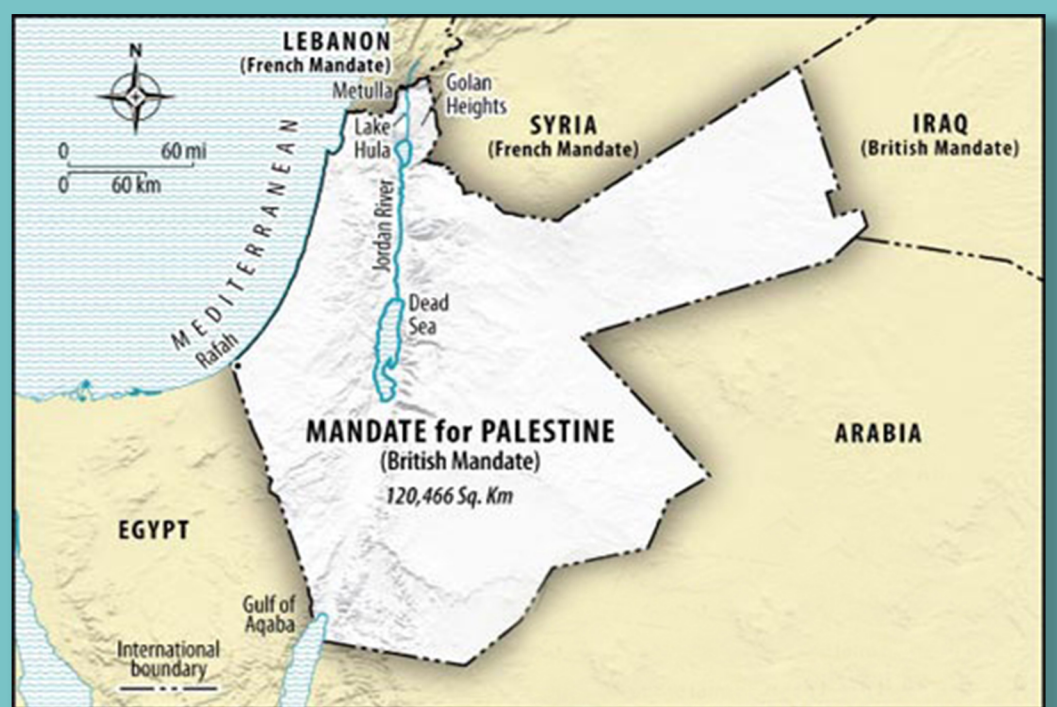 LEBANON
(French Mandate)
N
Metulla
Golan
Heights
Lake
Hula
SYRIA
(French Mandate)
IRAQ
(British Mandate)
0 60 mi
0 60 km
MEDITERRANEAN
Jordan River
Dead
Sea
Rafah
MANDATE for PALESTINE
(British Mandate)
120,466 Sq. Km
ARABIA
EGYPT
Gulf of
Aqaba
International
boundary